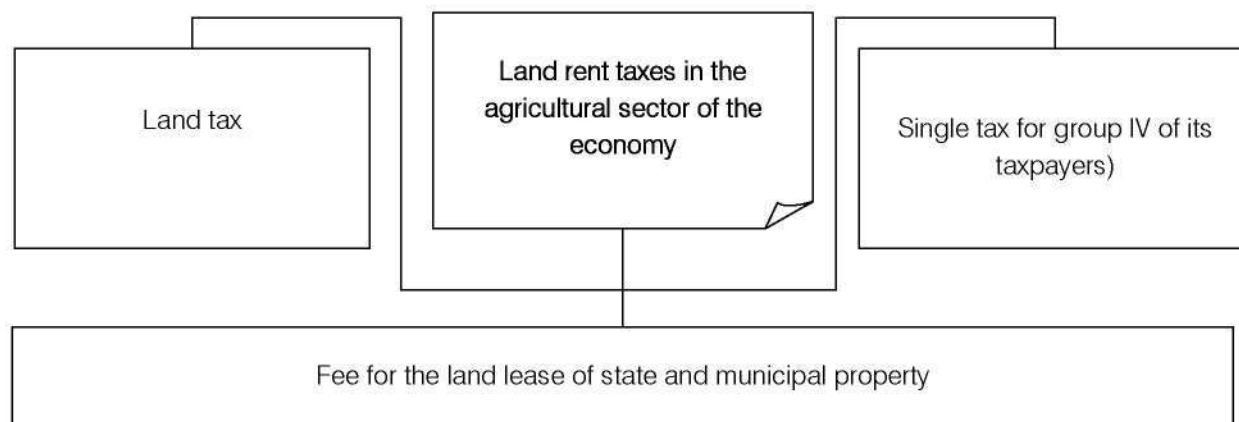 Land tax
Land rent taxes in the
agricultural sector of the
economy
Single tax for group IV of its
taxpayers)
Fee for the land lease of state and municipal property